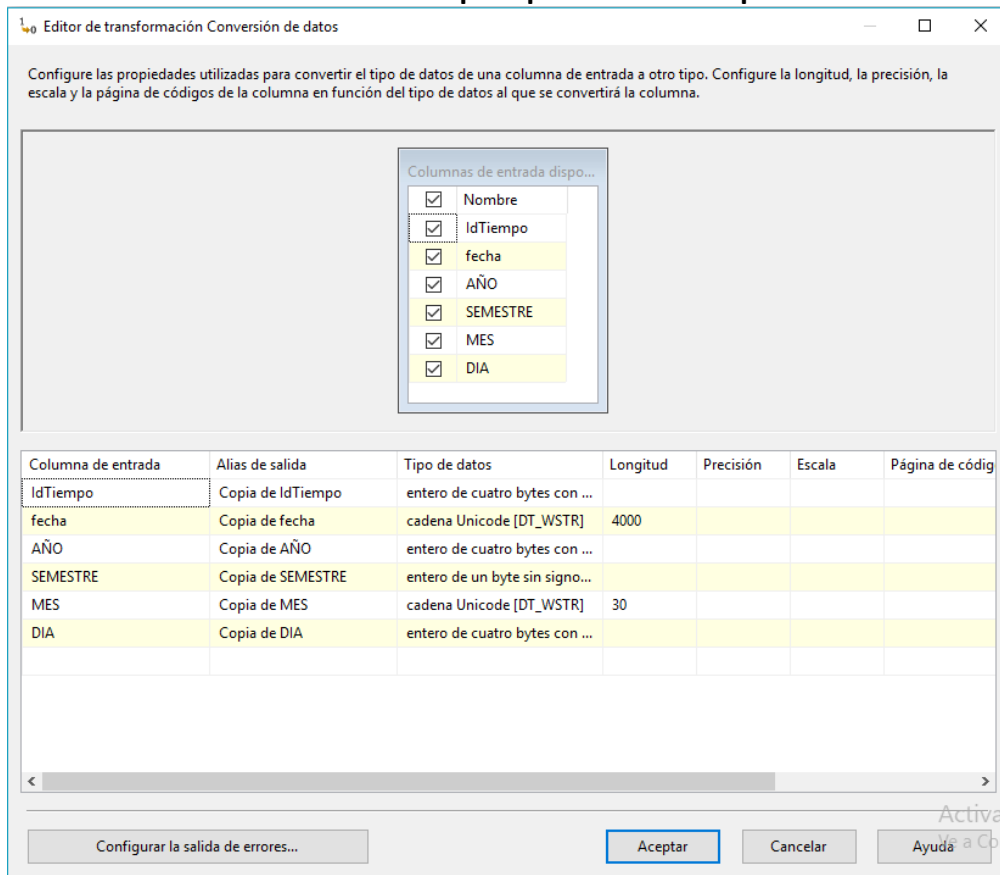 Editor de transformación Conversión de datos
Configure las propiedades utilizadas para convertir el tipo de datos de una columna de entrada a otro tipo. Configure la longitud, la precisión, la
escala y la página de códigos de la columna en función del tipo de datos al que se convertirá la columna.
Columnas de entrada dispo...
Nombre
IdTiempo
fecha
AÑO
SEMESTRE
MES
DIA
Columna de entrada Alias de salida Tipo de datos Longitud Precisión Escala Página de códig
IdTiempo Copia de IdTiempo entero de cuatro bytes con ...
fecha Copia de fecha cadena Unicode [DT_WSTR] 4000
AÑO Copia de AÑO entero de cuatro bytes con ...
SEMESTRE Copia de SEMESTRE entero de un byte sin signo...
MES Copia de MES cadena Unicode [DT_WSTR] 30
DIA Copia de DIA entero de cuatro bytes con ...
Activa
Configurar la salida de errores... Aceptar Cancelar Ayuda